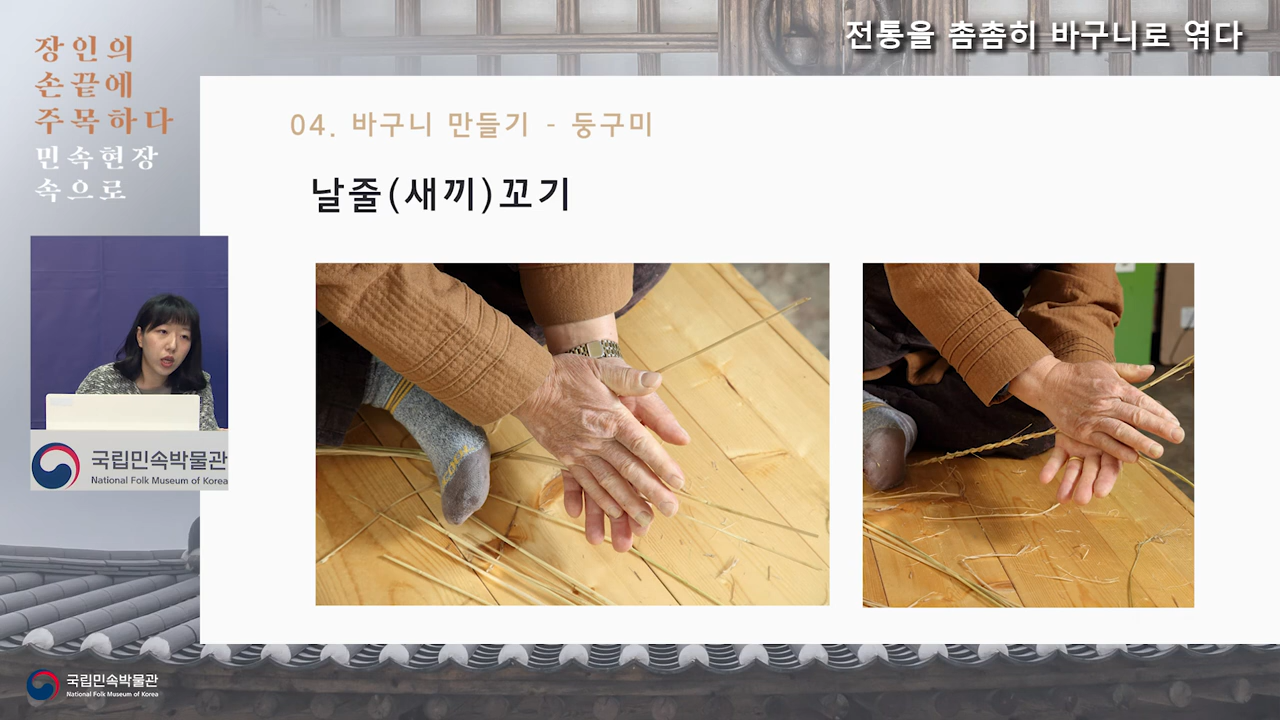 전통을 촘촘히 바구니로 엮다
장인의
손끝에
주목하다
민속현장
속으로
04. 바구니 만들기 - 둥구미
날줄(새끼)꼬기
국립민속박물관
National Folk Museum of Korea
국립민속박물관
National Folk Museum of Korea